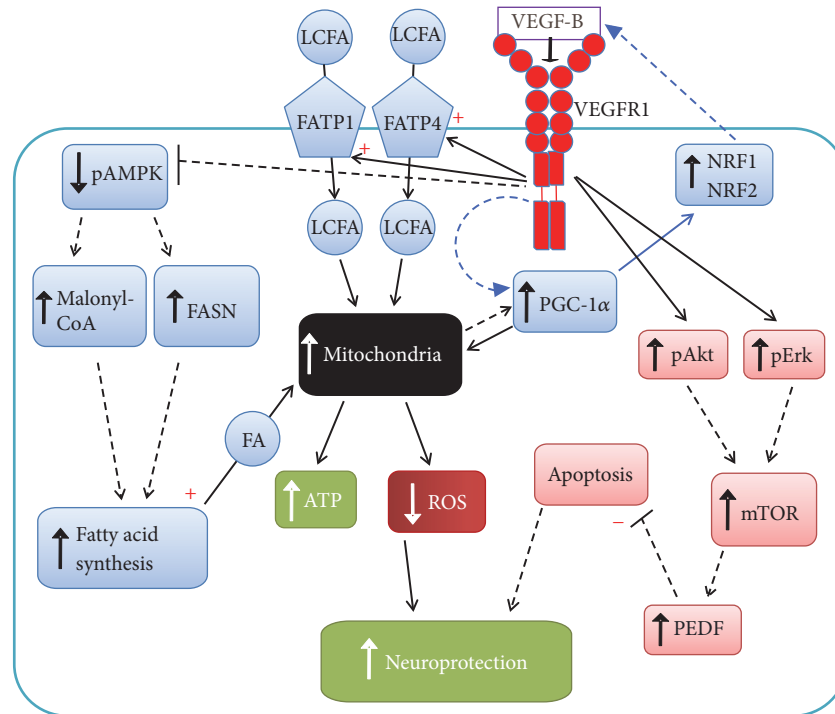 VEGF-B
LCFA
LCFA
FATP1
FATP4
+
+
VEGFR1
pAMPK
NRF1
NRF2
LCFA
LCFA
Malonyl-
CoA
FASN
PGC-1α
Mitochondria
pAkt
pErk
FA
+
ATP
ROS
Apoptosis
−
mTOR
Fatty acid
synthesis
PEDF
Neuroprotection